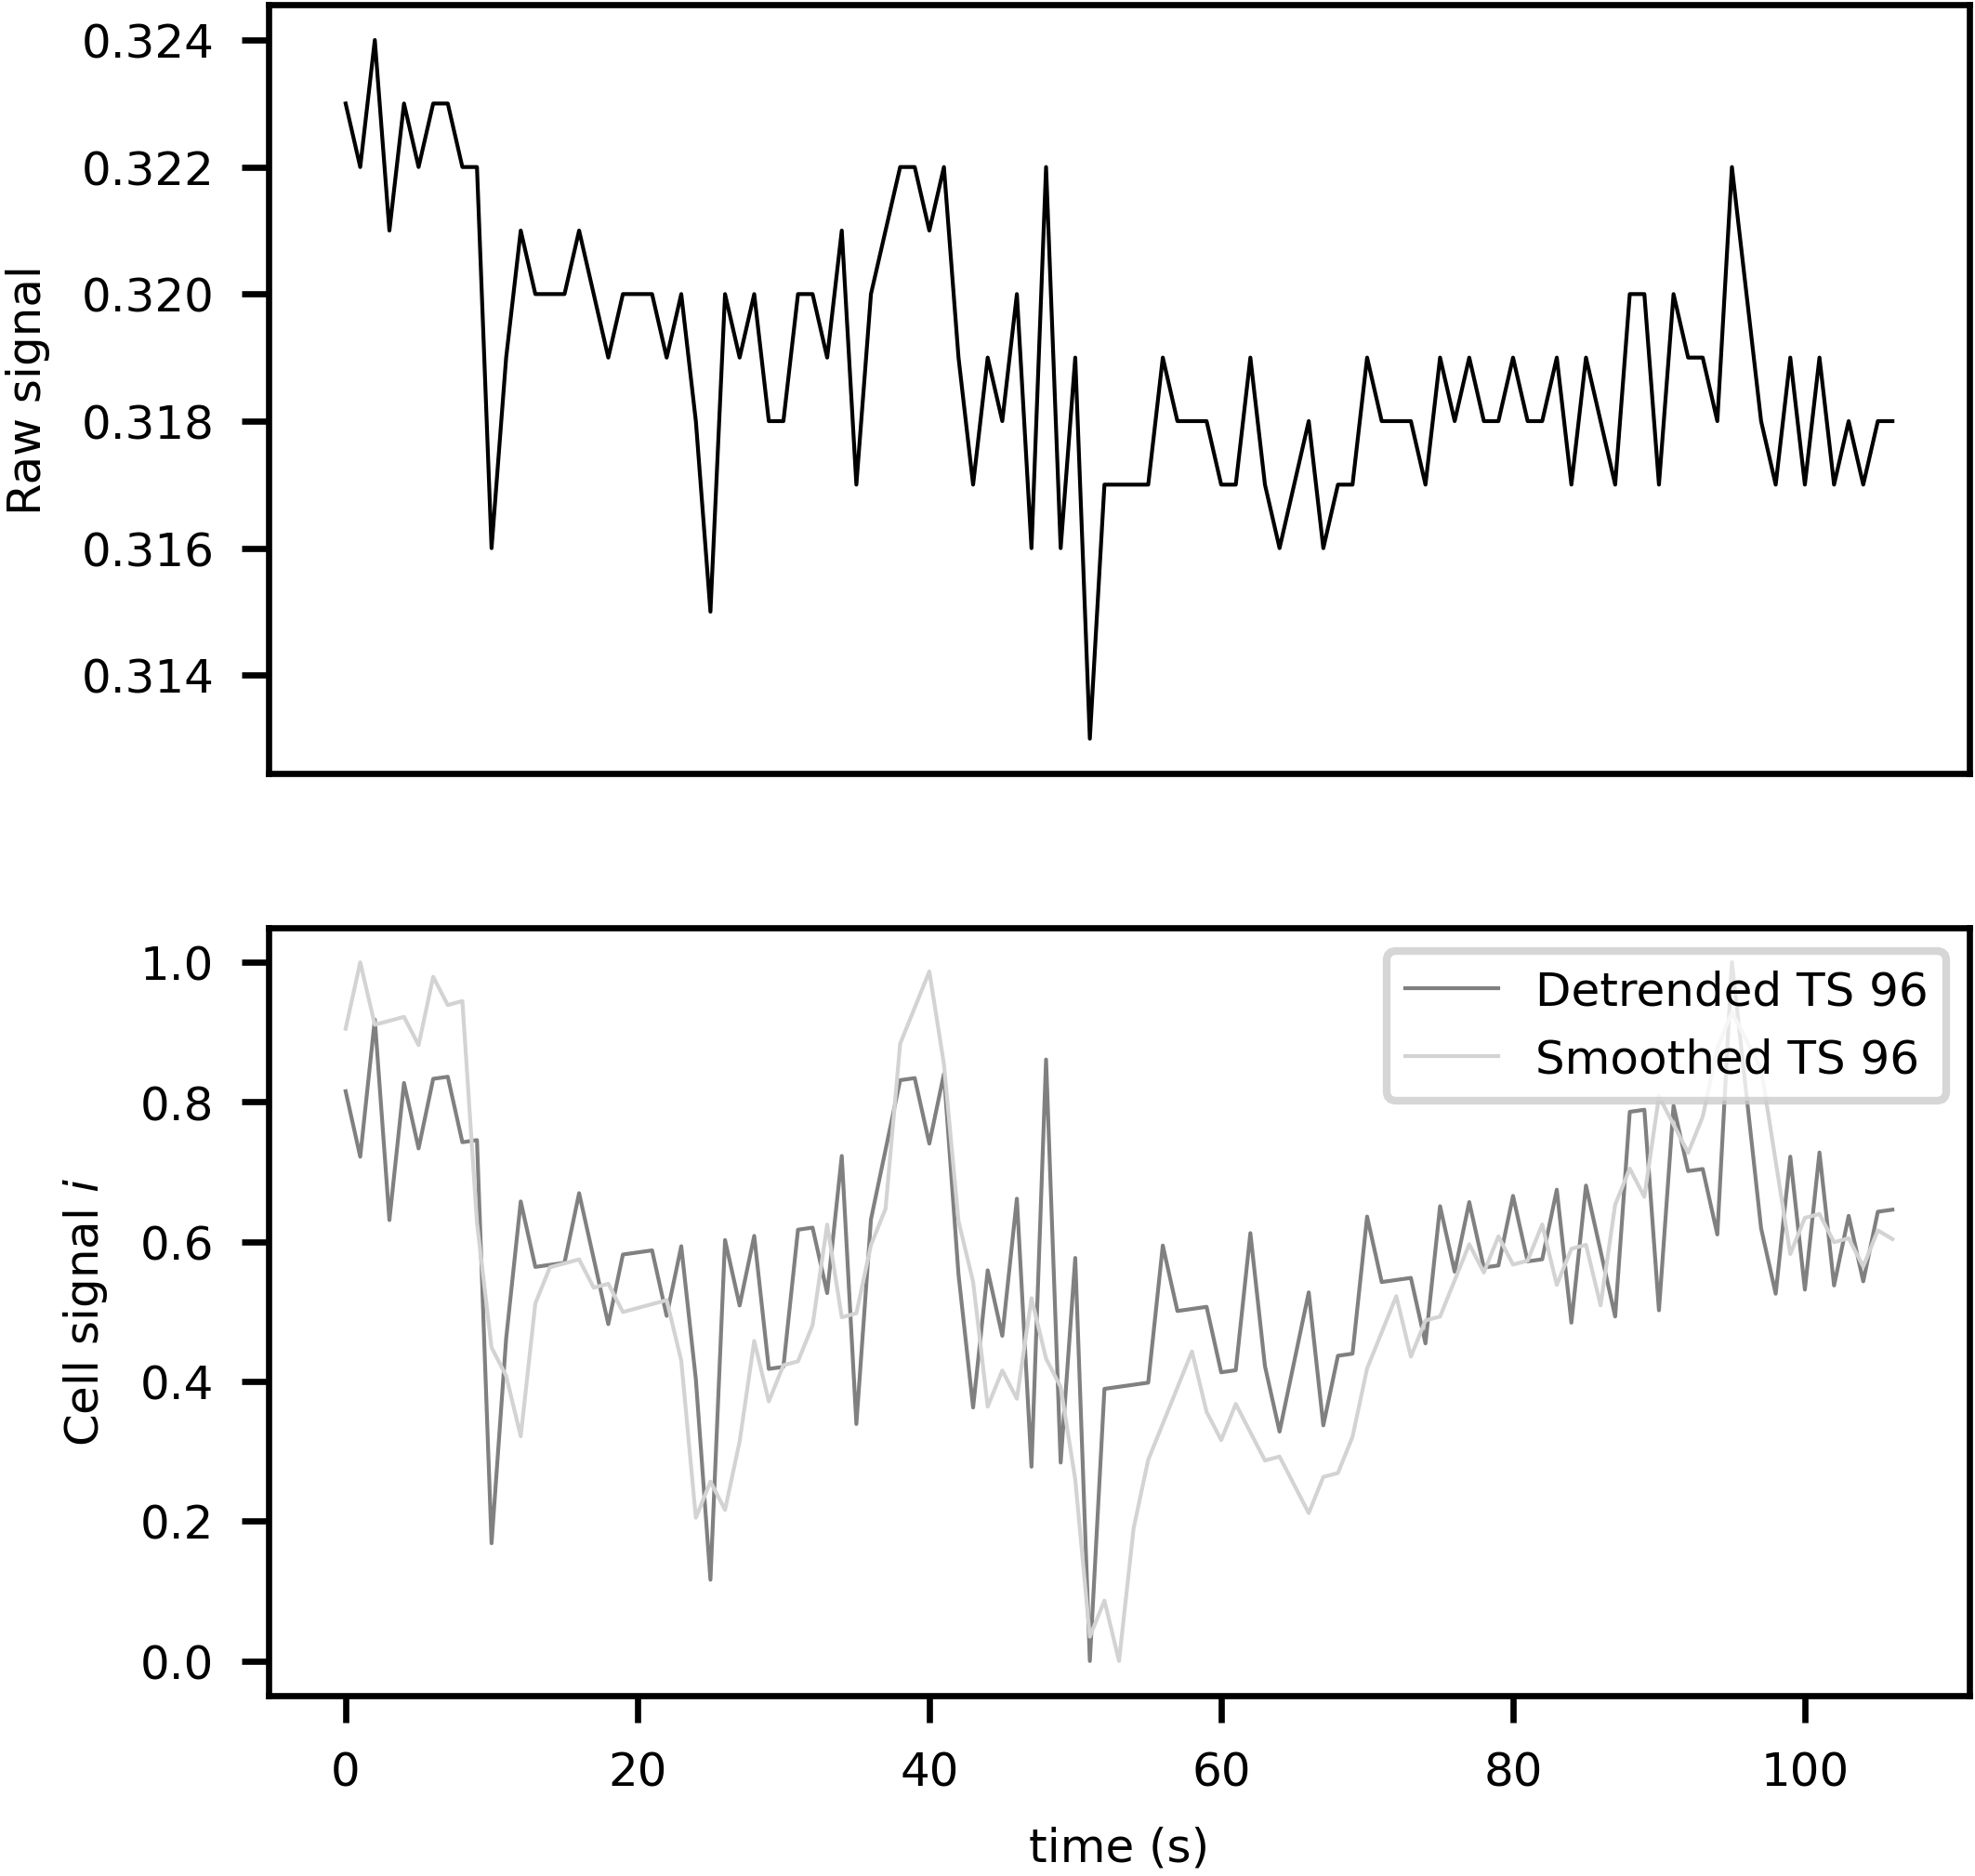 0.324
0.322
0.320
0.318
0.316
0.314
Raw signal
1.0
0.8
0.6
0.4
0.2
0.0
Cell signal i
Detrended TS 96
Smoothed TS 96
0 20 40 60 80 100
time (s)